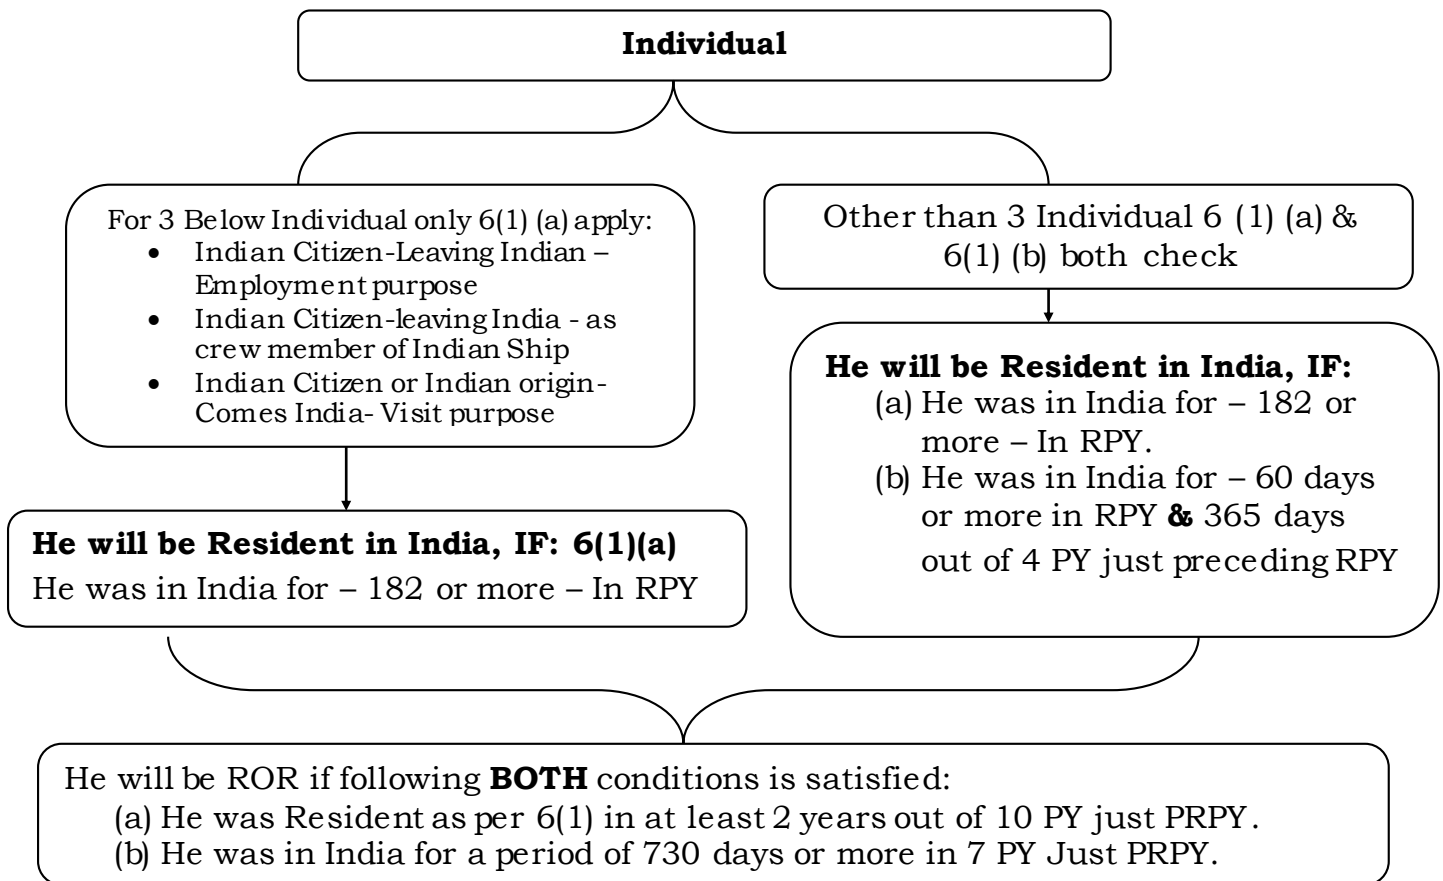 Individual
For 3 Below Individual only 6(1) (a) apply:
• Indian Citizen-Leaving Indian –
Employment purpose
• Indian Citizen-leaving India - as
crew member of Indian Ship
• Indian Citizen or Indian origin-
Comes India- Visit purpose
Other than 3 Individual 6 (1) (a) &
6(1) (b) both check
He will be Resident in India, IF: 6(1)(a)
He was in India for – 182 or more – In RPY
He will be Resident in India, IF:
(a) He was in India for – 182 or
more – In RPY.
(b) He was in India for – 60 days
or more in RPY & 365 days
out of 4 PY just preceding RPY
He will be ROR if following BOTH conditions is satisfied:
(a) He was Resident as per 6(1) in at least 2 years out of 10 PY just PRPY.
(b) He was in India for a period of 730 days or more in 7 PY Just PRPY.